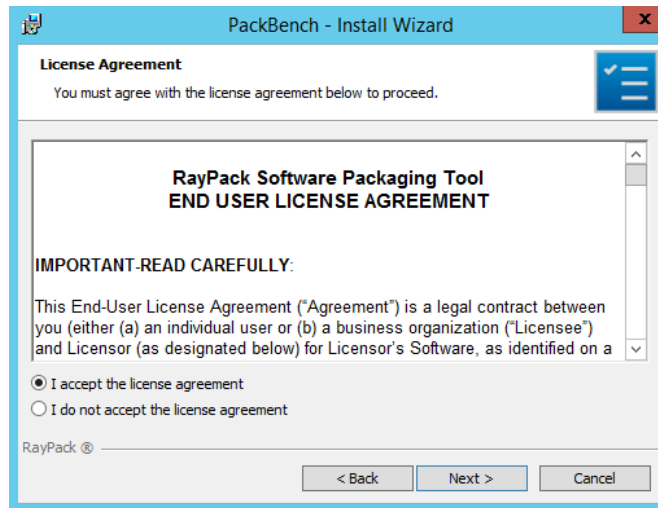 PackBench - Install Wizard
License Agreement
You must agree with the license agreement below to proceed.
RayPack Software Packaging Tool
END USER LICENSE AGREEMENT
IMPORTANT-READ CAREFULLY:
This End-User License Agreement (“Agreement”) is a legal contract between
you (either (a) an individual user or (b) a business organization (“Licensee”)
and Licensor (as designated below) for Licensor's Software, as identified on a
I accept the license agreement
I do not accept the license agreement
RayPack ®
< Back Next > Cancel